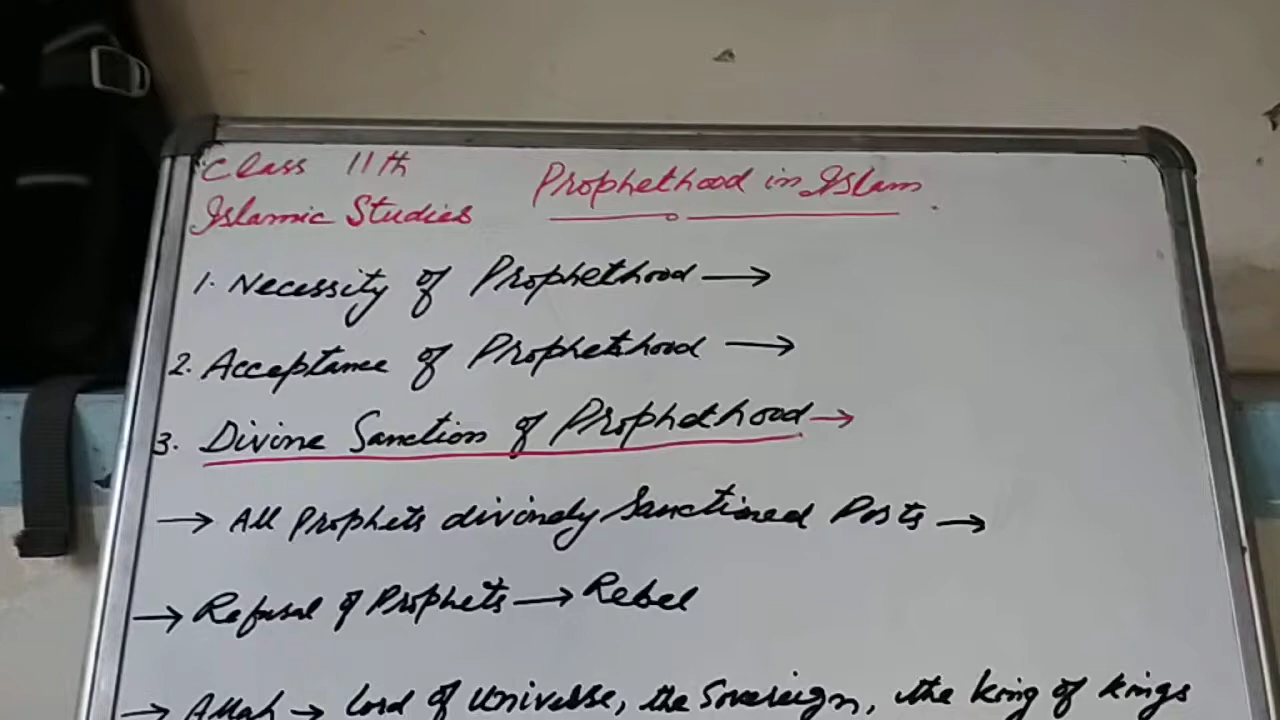 Class 11th
Islamic Studies
Prophethood in Islam.
1. Necessity of Prophethood →
2. Acceptance of Prophethood →
3. Divine Sanction of Prophethood →
→ All Prophets divinely Sanctioned Posts →
→ Refusal of Prophets → Rebel
→ Allah → Lord of Universe, the Sovereign, the king of kings